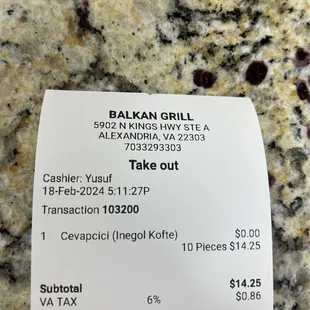 BALKAN GRILL
5902 N KINGS HWY STE A
ALEXANDRIA, VA 22303
7033293303
Take out
Cashier: Yusuf
18-Feb-2024 5:11:27P
Transaction 103200
1 Cevapcici (Inegol Kofte) $0.00
10 Pieces $14.25
Subtotal $14.25
VA TAX 6% $0.86